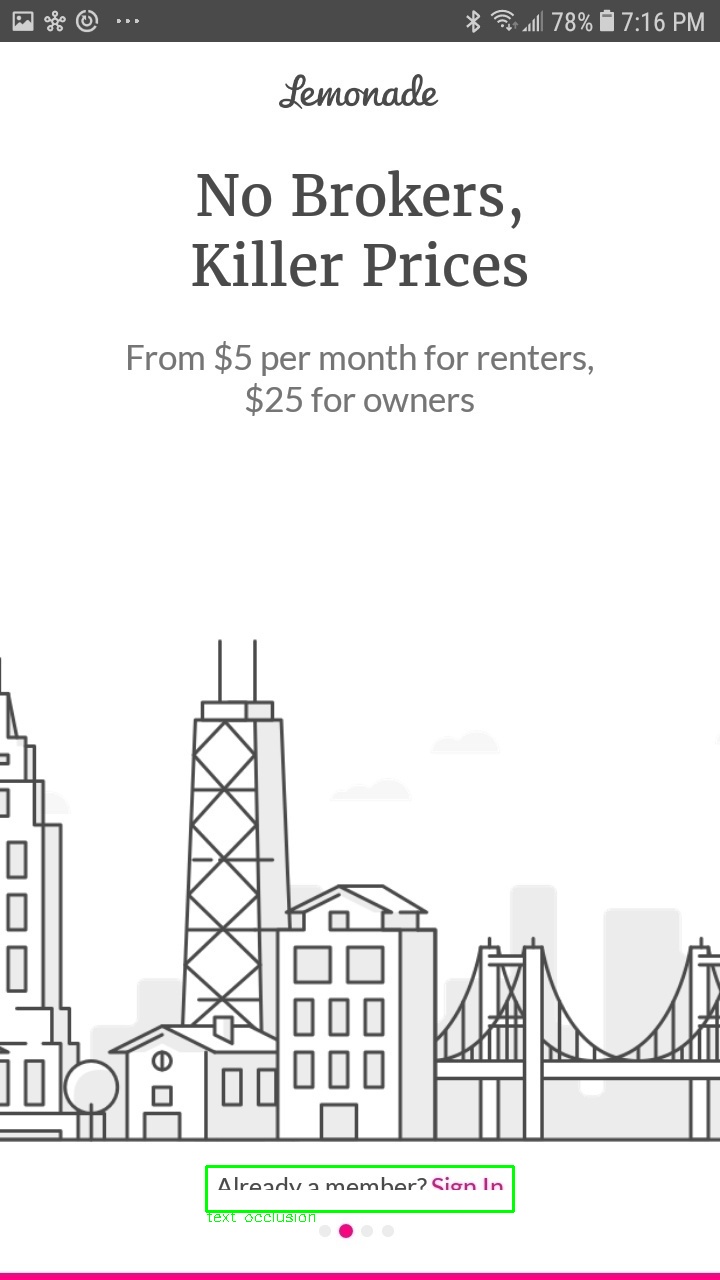 78% 7:16 PM
Lemonade
No Brokers,
Killer Prices
From $5 per month for renters,
$25 for owners
Already a member? Sign In
text occlusion